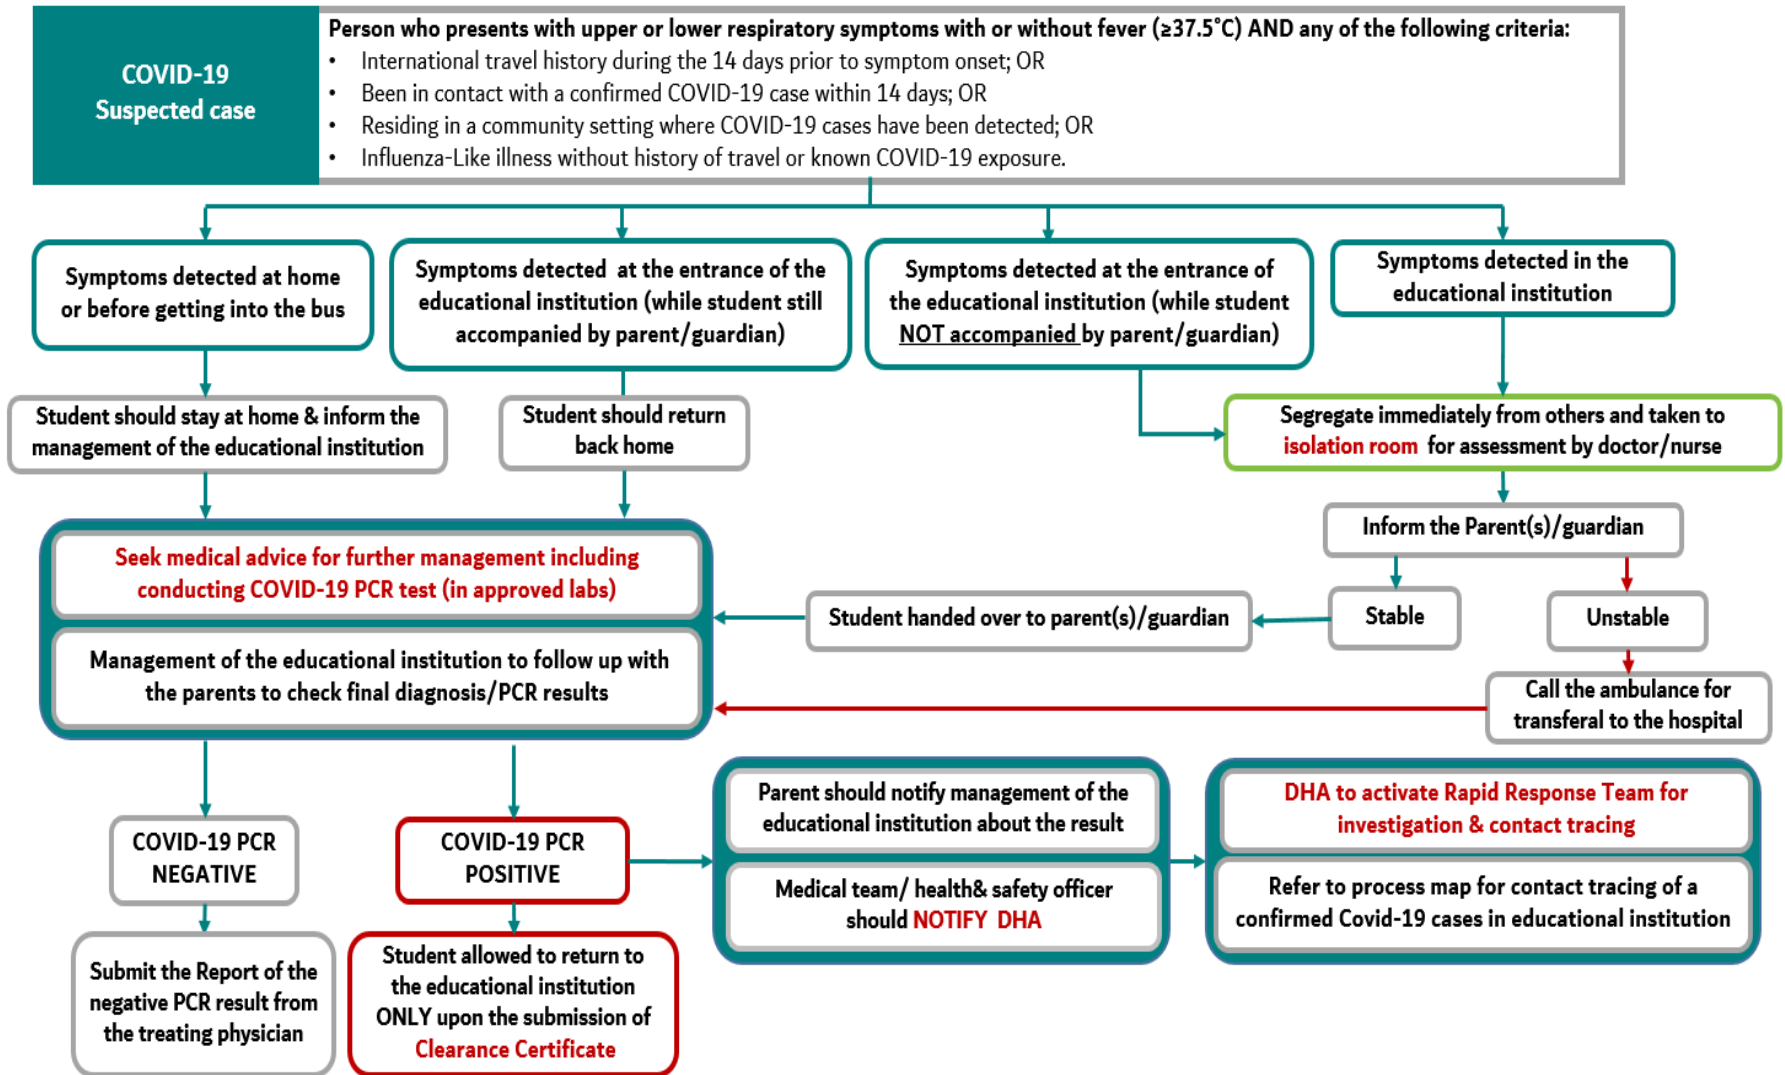 COVID-19
Suspected case
Person who presents with upper or lower respiratory symptoms with or without fever (≥37.5°C) AND any of the following criteria:
• International travel history during the 14 days prior to symptom onset; OR
• Been in contact with a confirmed COVID-19 case within 14 days; OR
• Residing in a community setting where COVID-19 cases have been detected; OR
• Influenza-Like illness without history of travel or known COVID-19 exposure.
Symptoms detected at home
or before getting into the bus
Symptoms detected at the entrance of the
educational institution (while student still
accompanied by parent/guardian)
Symptoms detected at the entrance of
the educational institution (while student
NOT accompanied by parent/guardian)
Symptoms detected in the
educational institution
Student should stay at home & inform the
management of the educational institution
Student should return
back home
Segregate immediately from others and taken to
isolation room for assessment by doctor/nurse
Inform the Parent(s)/guardian
Seek medical advice for further management including
conducting COVID-19 PCR test (in approved labs)
Student handed over to parent(s)/guardian
Stable
Unstable
Management of the educational institution to follow up with
the parents to check final diagnosis/PCR results
Call the ambulance for
transferal to the hospital
COVID-19 PCR
NEGATIVE
COVID-19 PCR
POSITIVE
Parent should notify management of the
educational institution about the result
Medical team/ health& safety officer
should NOTIFY DHA
DHA to activate Rapid Response Team for
investigation & contact tracing
Refer to process map for contact tracing of a
confirmed Covid-19 cases in educational institution
Submit the Report of the
negative PCR result from
the treating physician
Student allowed to return to
the educational institution
ONLY upon the submission of
Clearance Certificate